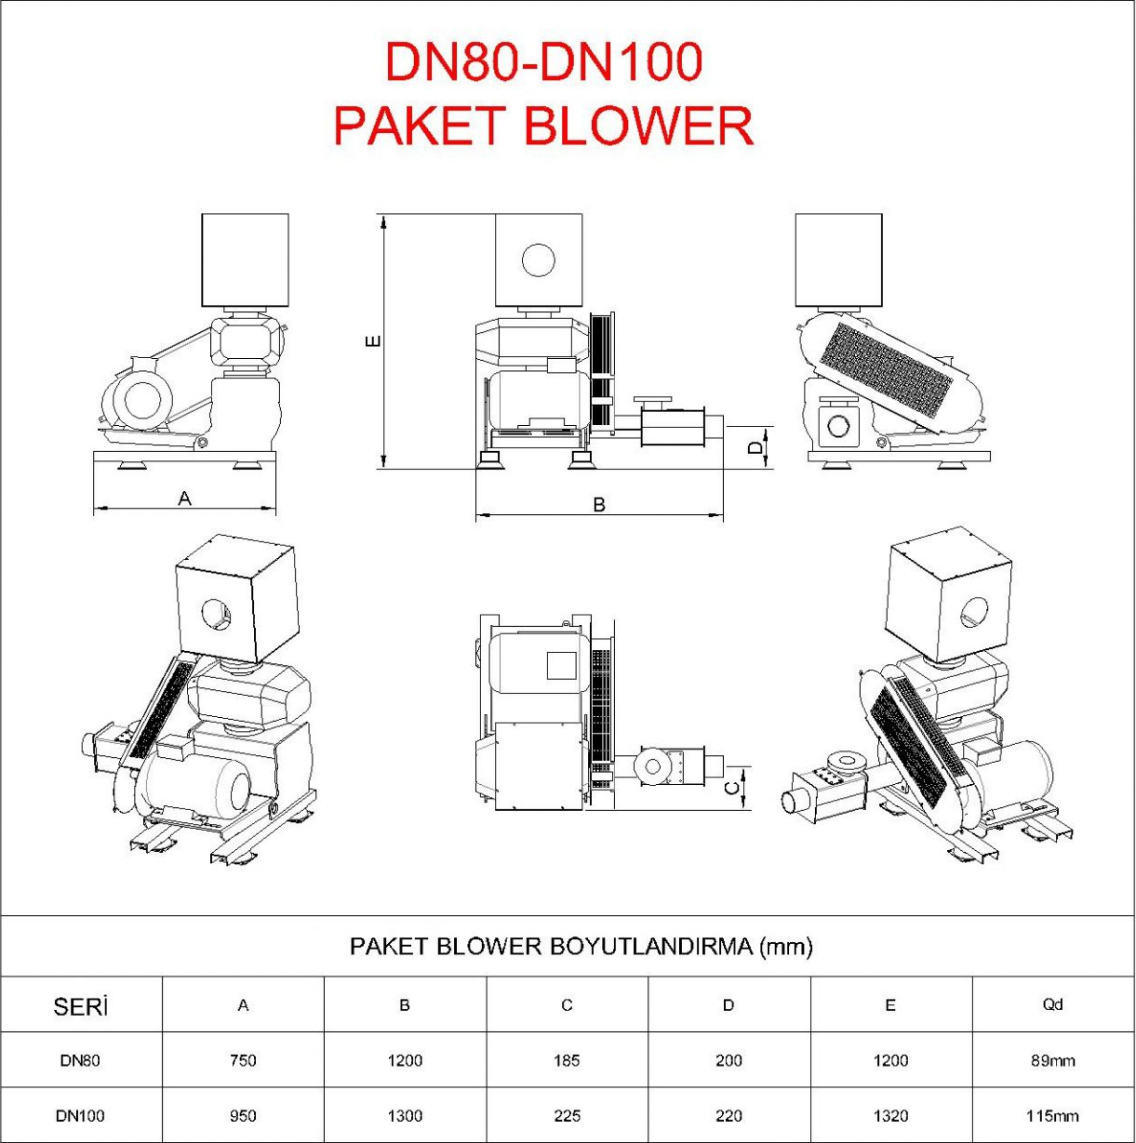 DN80-DN100
PAKET BLOWER
E
D
A
B
C
PAKET BLOWER BOYUTLANDIRMA (mm)
SERİ A B C D E Qd
DN80 750 1200 185 200 1200 89mm
DN100 950 1300 225 220 1320 115mm